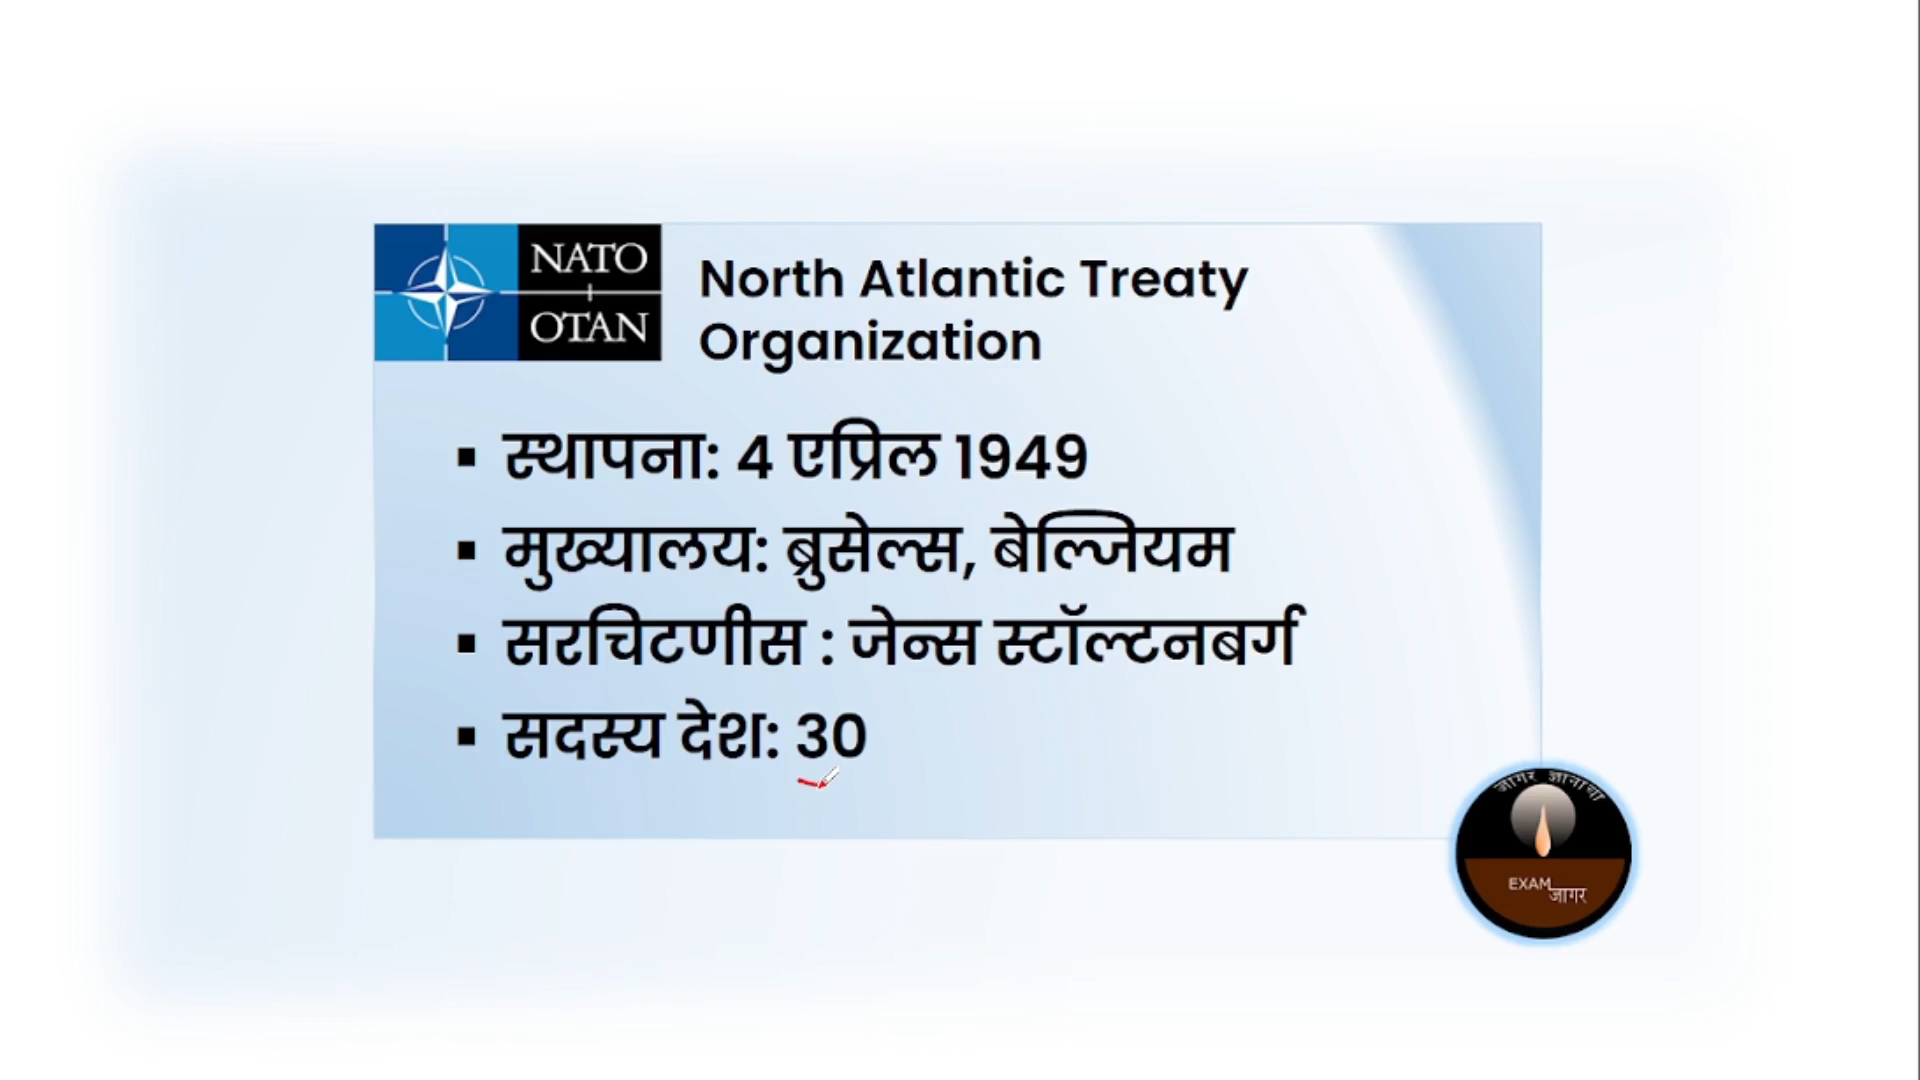 NATO
OTAN
North Atlantic Treaty
Organization
▪ स्थापना: 4 एप्रिल 1949
▪ मुख्यालय: ब्रुसेल्स, बेल्जियम
▪ सरचिटणीस : जेन्स स्टॉल्टनबर्ग
▪ सदस्य देश: 30
जागर ज्ञानाचा
EXAM
जागर